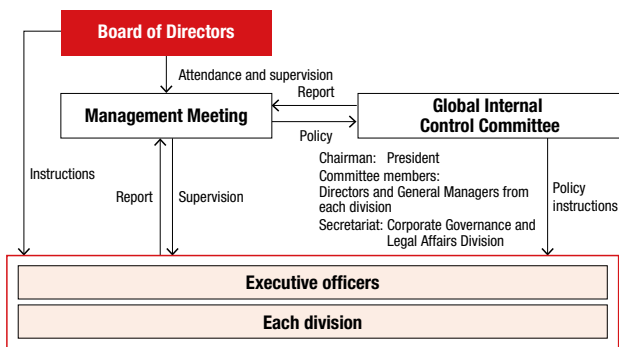 Board of Directors
Attendance and supervision
Report
Management Meeting
Global Internal
Control Committee
Policy
Chairman: President
Committee members:
Directors and General Managers from
each division
Secretariat: Corporate Governance and
Legal Affairs Division
Instructions
Report
Supervision
Policy
instructions
Executive officers
Each division